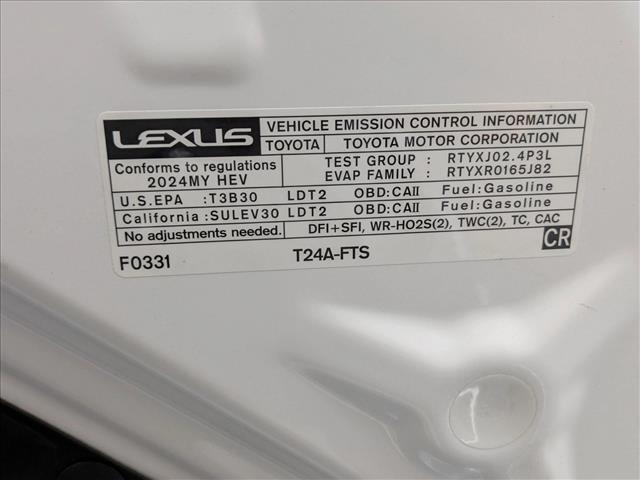 LEXUS VEHICLE EMISSION CONTROL INFORMATION
TOYOTA TOYOTA MOTOR CORPORATION
Conforms to regulations TEST GROUP : RTYXJ02.4P3L
2024MY HEV EVAP FAMILY : RTYXR0165J82
U.S.EPA :T3B30 LDT2 OBD:CAII Fuel:Gasoline
California :SULEV30 LDT2 OBD:CAII Fuel:Gasoline
No adjustments needed. DFI+SFI, WR-HO2S(2), TWC(2), TC, CAC
F0331 T24A-FTS CR